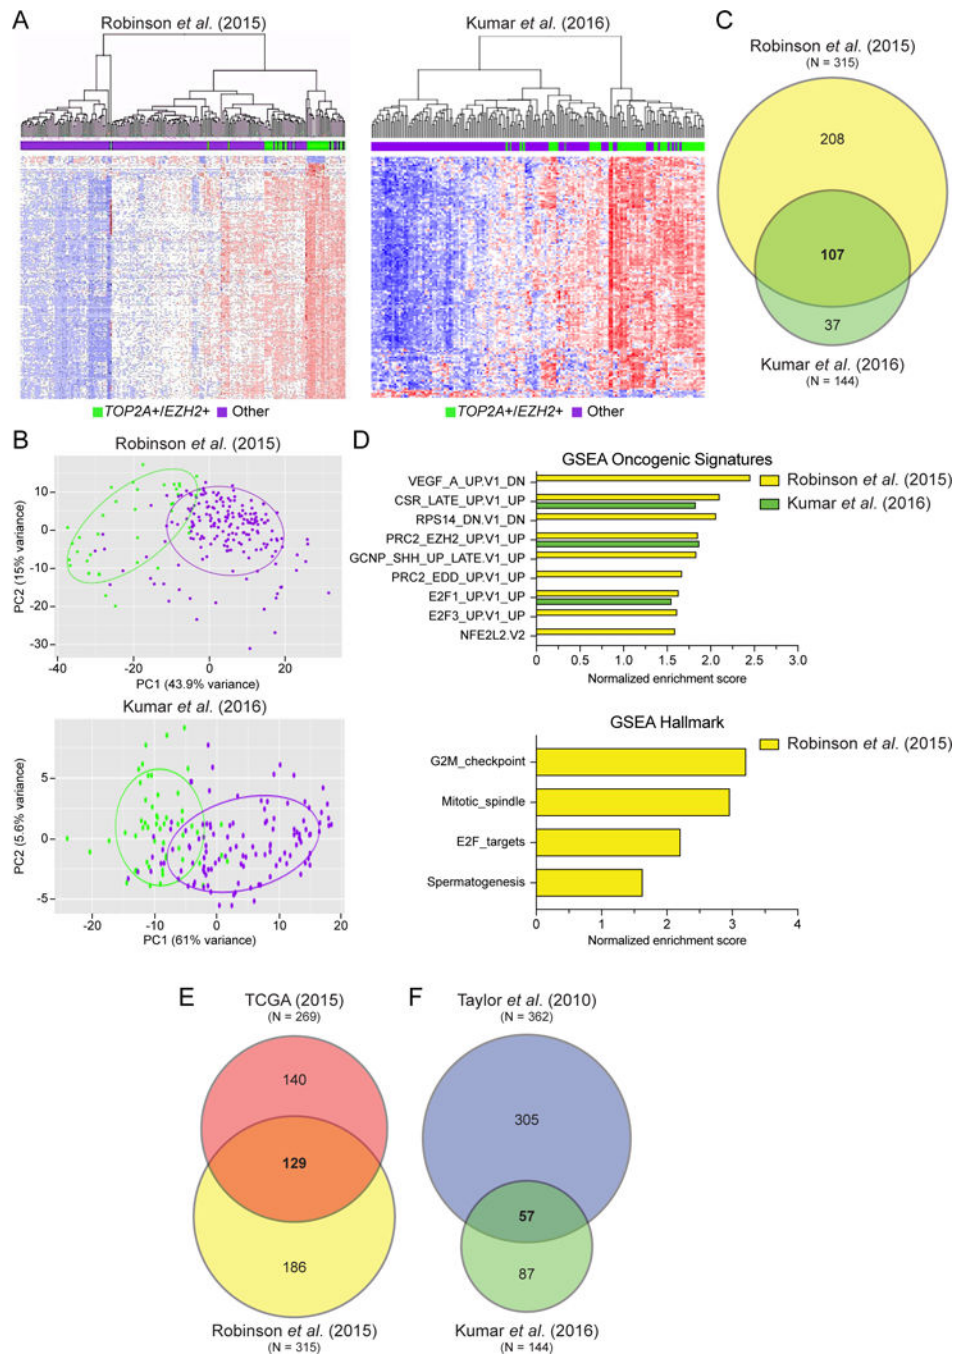 A
Robinson et al. (2015)
Kumar et al. (2016)
TOP2A+/EZH2+ Other
TOP2A+/EZH2+ Other
C
Robinson et al. (2015)
(N = 315)
208
107
37
Kumar et al. (2016)
(N = 144)
B
Robinson et al. (2015)
PC2 (15% variance)
10
0
-10
-20
-30
-40 -20 0 20
PC1 (43.9% variance)
Kumar et al. (2016)
PC2 (5.6% variance)
5
0
-5
-20 -10 0 10 20
PC1 (61% variance)
D
GSEA Oncogenic Signatures
Robinson et al. (2015)
Kumar et al. (2016)
VEGF_A_UP.V1_DN
CSR_LATE_UP.V1_UP
RPS14_DN.V1_DN
PRC2_EZH2_UP.V1_UP
GCNP_SHH_UP_LATE.V1_UP
PRC2_EDD_UP.V1_UP
E2F1_UP.V1_UP
E2F3_UP.V1_UP
NFE2L2.V2
0 0.5 1.0 1.5 2.0 2.5 3.0
Normalized enrichment score
GSEA Hallmark
Robinson et al. (2015)
G2M_checkpoint
Mitotic_spindle
E2F_targets
Spermatogenesis
0 1 2 3 4
Normalized enrichment score
E
TCGA (2015)
(N = 269)
140
129
186
Robinson et al. (2015)
(N = 315)
F
Taylor et al. (2010)
(N = 362)
305
57
87
Kumar et al. (2016)
(N = 144)